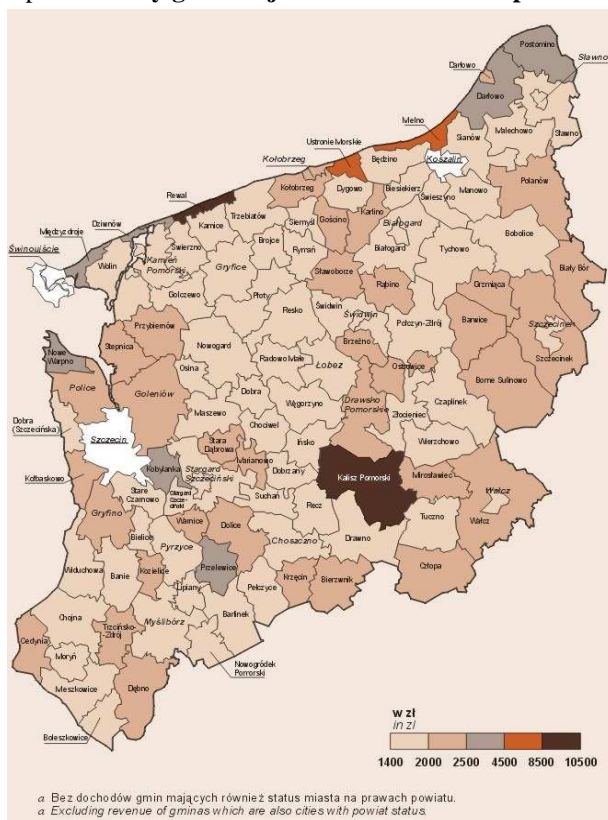 Postomino
Sławno
Darłowo
Darłowo
Mielno
Sianów
Malechowo
Sławno
Ustronie Morskie
Będzino
Koszalin
Kołobrzeg
Kołobrzeg
Dygowo
Biesiekierz
Świeszyno
Manowo
Polanów
Rewal
Karnice
Trzebiatów
Siemyśl
Gościno
Karlino
Białogard
Międzyzdroje
Dziwnów
Świerzno
Brojce
Rymań
Białogard
Bobolice
Świnoujście
Wolin
Kamień
Pomorski
Gryfice
Tychowo
Biały Bór
Sławoborze
Rąbino
Grzmiąca
Golczewo
Płoty
Resko
Świdwin
Świdwin
Połczyn-Zdrój
Barwice
Szczecinek
Przybiernów
Nowogard
Brzeżno
Szczecinek
Nowe
Warpno
Stepnica
Osina
Radowo Małe
Łobez
Ostrowice
Police
Goleniów
Dobra
Węgorzyno
Drawsko
Pomorskie
Czaplinek
Borne Sulinowo
Maszewo
Chociwel
Złocieniec
Dobra
(Szczecińska)
Szczecin
Stara
Dąbrowa
Ińsko
Wierzchowo
Kobylanka
Stargard
Szczeciński
Marianowo
Dobrzany
Kalisz Pomorski
Mirosławiec
Kołbaskowo
Stare
Czarnowo
Stargard
Szcze-
ciński
Suchań
Recz
Wałcz
Gryfino
Warnice
Dolice
Tuczno
Wałcz
Bielice
Pyrzyce
Choszczno
Drawno
Widuchowa
Banie
Kozielice
Przelewice
Człopa
Lipiany
Pełczyce
Krzęcin
Bierzwnik
Chojna
Myślibórz
Barlinek
Cedynia
Trzcińsko-
-Zdrój
Moryń
Nowogródek
Pomorski
Mieszkowice
Dębno
Boleszkowice
w zł
in zl
1400 2000 2500 4500 8500 10500
a Bez dochodów gmin mających również status miasta na prawach powiatu.
a Excluding revenue of gminas which are also cities with powiat status.